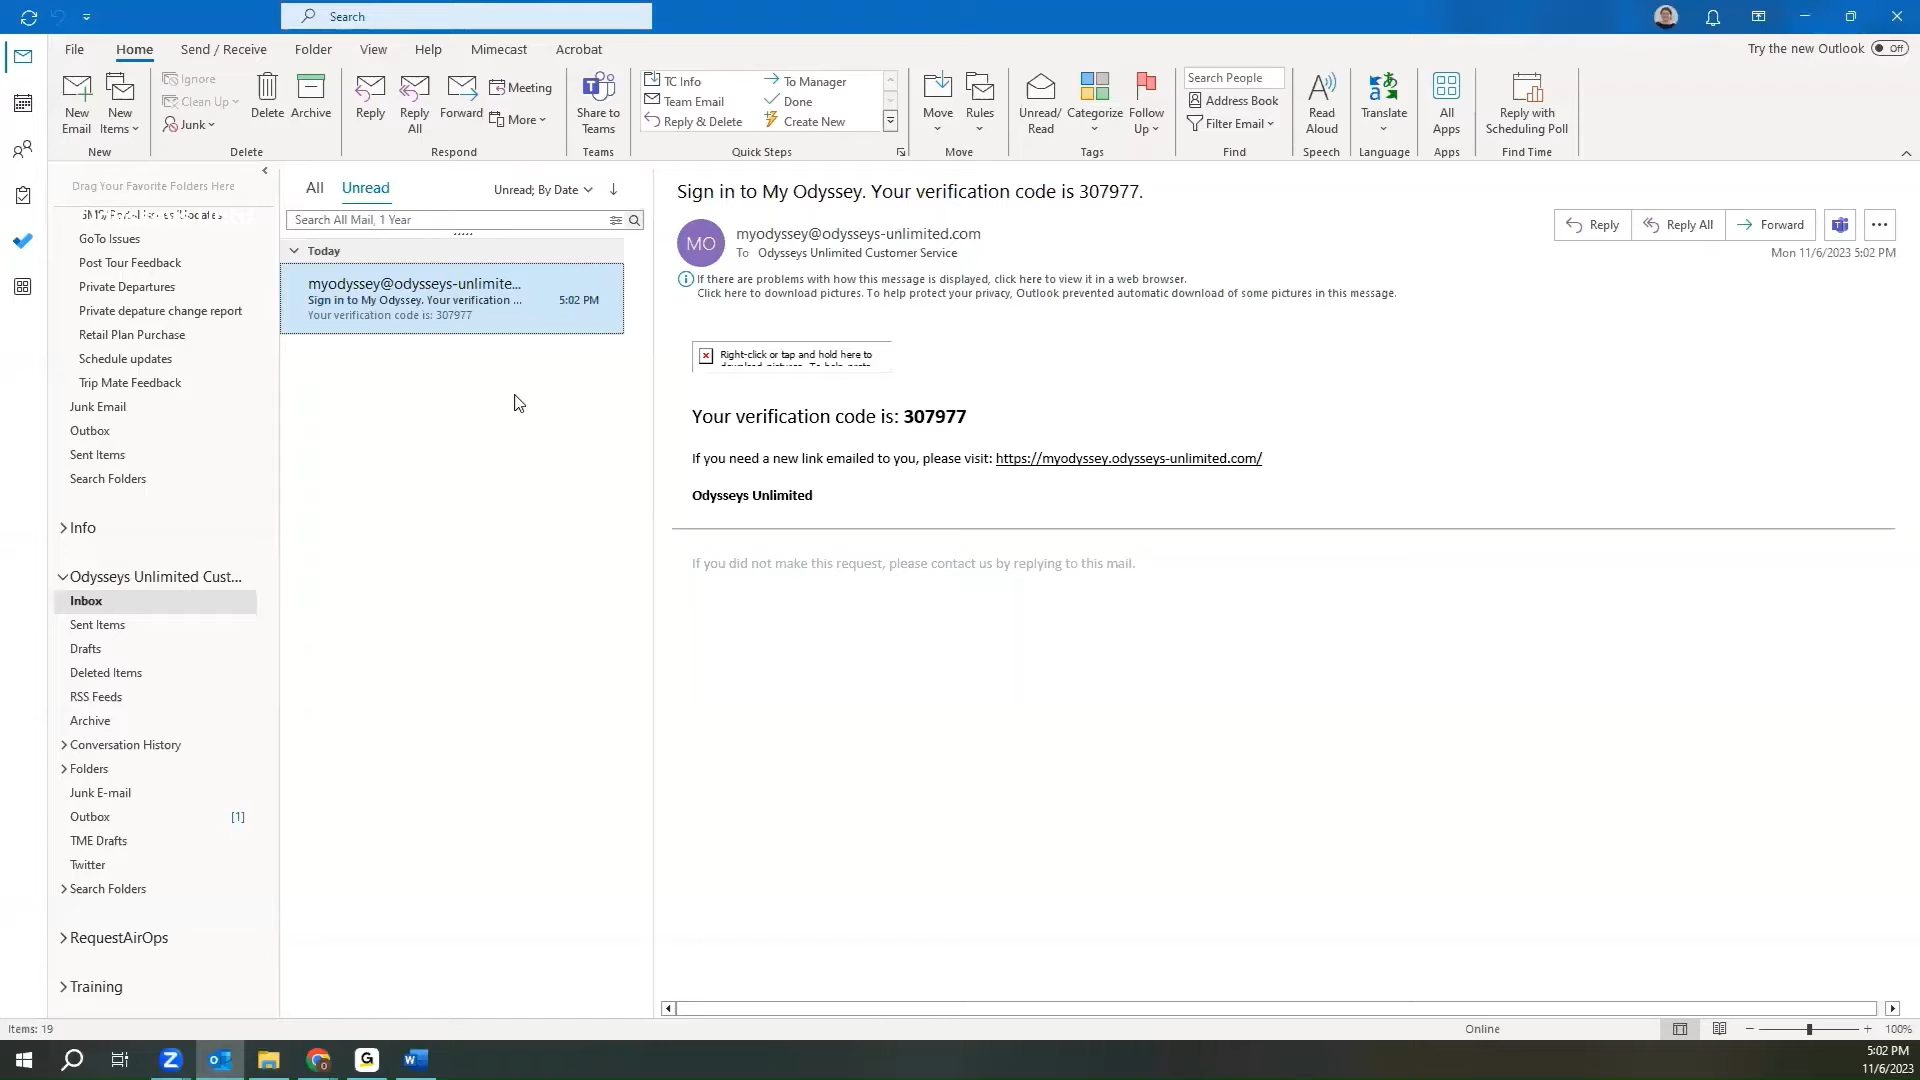 Search
File Home Send / Receive Folder View Help Mimecast Acrobat
Try the new Outlook Off
New Email
New Items
New
Ignore
Clean Up
Junk
Delete
Archive
Delete
Reply
Reply All
Forward
Meeting
More
Respond
Share to Teams
Teams
TC Info
Team Email
Reply & Delete
To Manager
Done
Create New
Quick Steps
Move
Rules
Move
Unread/ Read
Categorize
Follow Up
Tags
Search People
Address Book
Filter Email
Find
Read Aloud
Speech
Translate
Language
All Apps
Apps
Reply with Scheduling Poll
Find Time
Drag Your Favorite Folders Here
GoTo Issues
Post Tour Feedback
Private Departures
Private depature change report
Retail Plan Purchase
Schedule updates
Trip Mate Feedback
Junk Email
Outbox
Sent Items
Search Folders
Info
Odysseys Unlimited Cust...
Inbox
Sent Items
Drafts
Deleted Items
RSS Feeds
Archive
Conversation History
Folders
Junk E-mail
Outbox [1]
TME Drafts
Twitter
Search Folders
RequestAirOps
Training
All Unread Unread; By Date
Search All Mail, 1 Year
Today
myodyssey@odysseys-unlimite...
Sign in to My Odyssey. Your verification ... 5:02 PM
Your verification code is: 307977
Sign in to My Odyssey. Your verification code is 307977.
MO
myodyssey@odysseys-unlimited.com
To Odysseys Unlimited Customer Service
Reply Reply All Forward
Mon 11/6/2023 5:02 PM
If there are problems with how this message is displayed, click here to view it in a web browser.
Click here to download pictures. To help protect your privacy, Outlook prevented automatic download of some pictures in this message.
Right-click or tap and hold here to
Your verification code is: 307977
If you need a new link emailed to you, please visit: https://myodyssey.odysseys-unlimited.com/
Odysseys Unlimited
If you did not make this request, please contact us by replying to this mail.
Items: 19
Online
100%
5:02 PM
11/6/2023